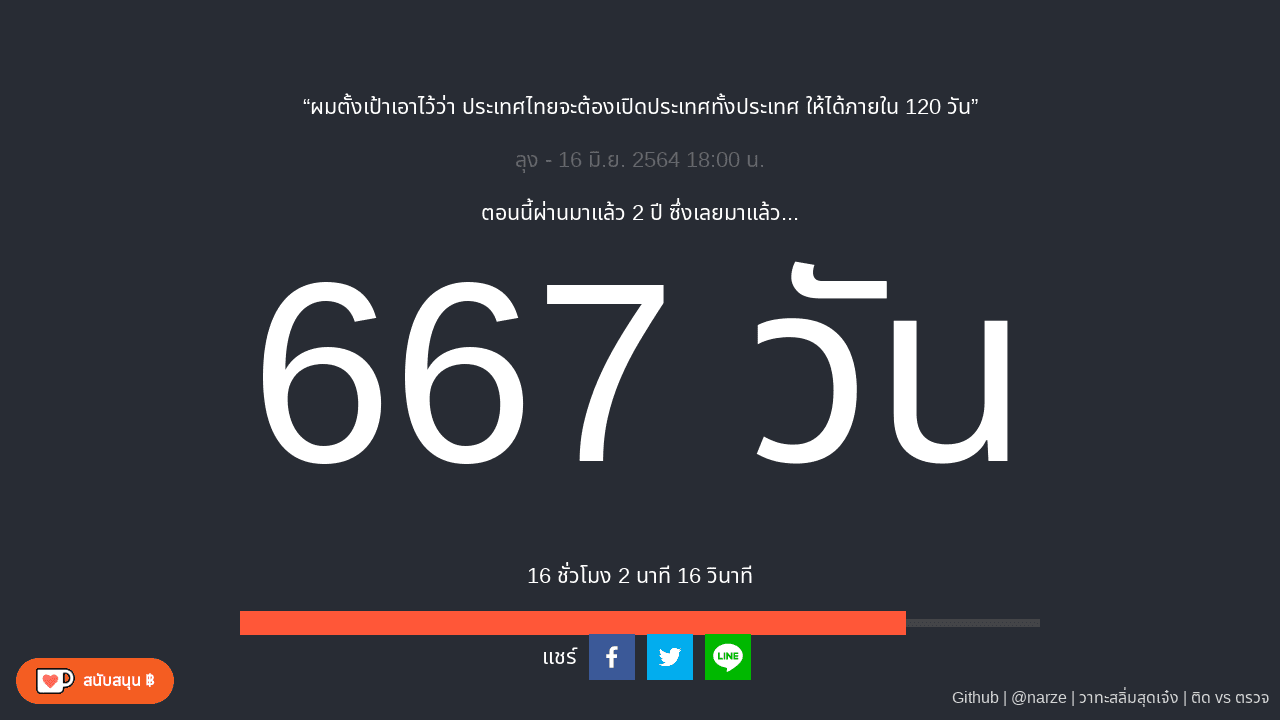 “ผมตั้งเป้าเอาไว้ว่า ประเทศไทยจะต้องเปิดประเทศทั้งประเทศ ให้ได้ภายใน 120 วัน”
ลุง - 16 มิ.ย. 2564 18:00 น.
ตอนนี้ผ่านมาแล้ว 2 ปี ซึ่งเลยมาแล้ว...
667 วัน
16 ชั่วโมง 2 นาที 16 วินาที
แชร์ LINE
สนับสนุน ฿
Github | @narze | วาทะสลิ่มสุดเจ๋ง | ติด vs ตรวจ